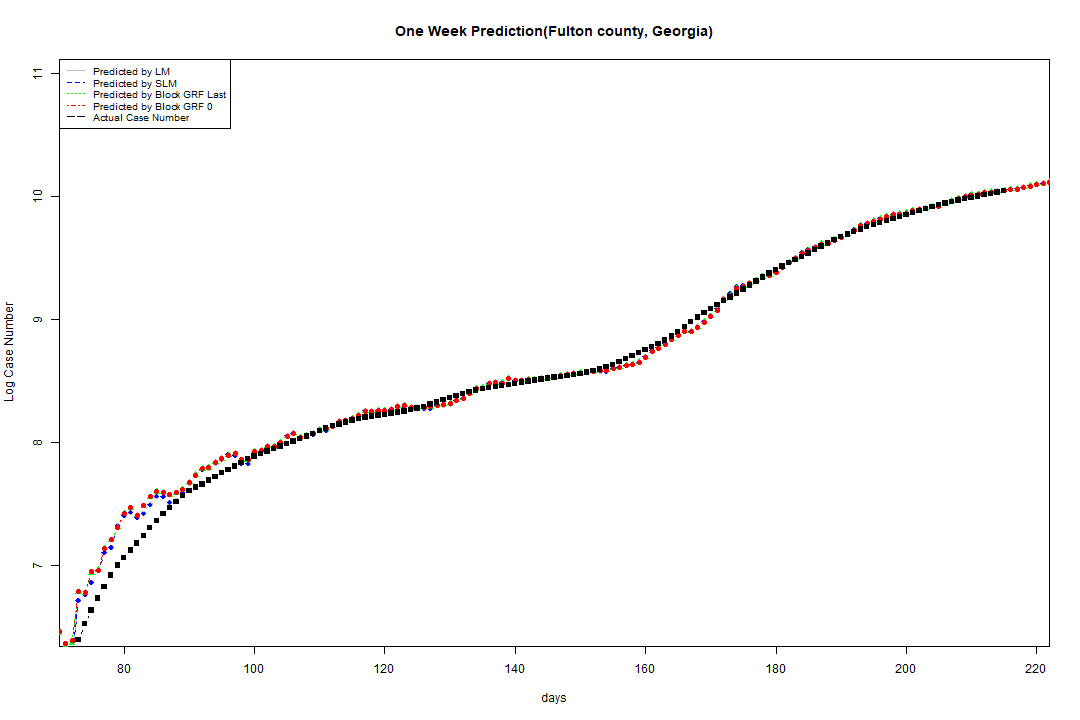 One Week Prediction(Fulton county, Georgia)
Predicted by LM
Predicted by SLM
Predicted by Block GRF Last
Predicted by Block GRF 0
Actual Case Number
Log Case Number
11
10
9
8
7
80 100 120 140 160 180 200 220
days